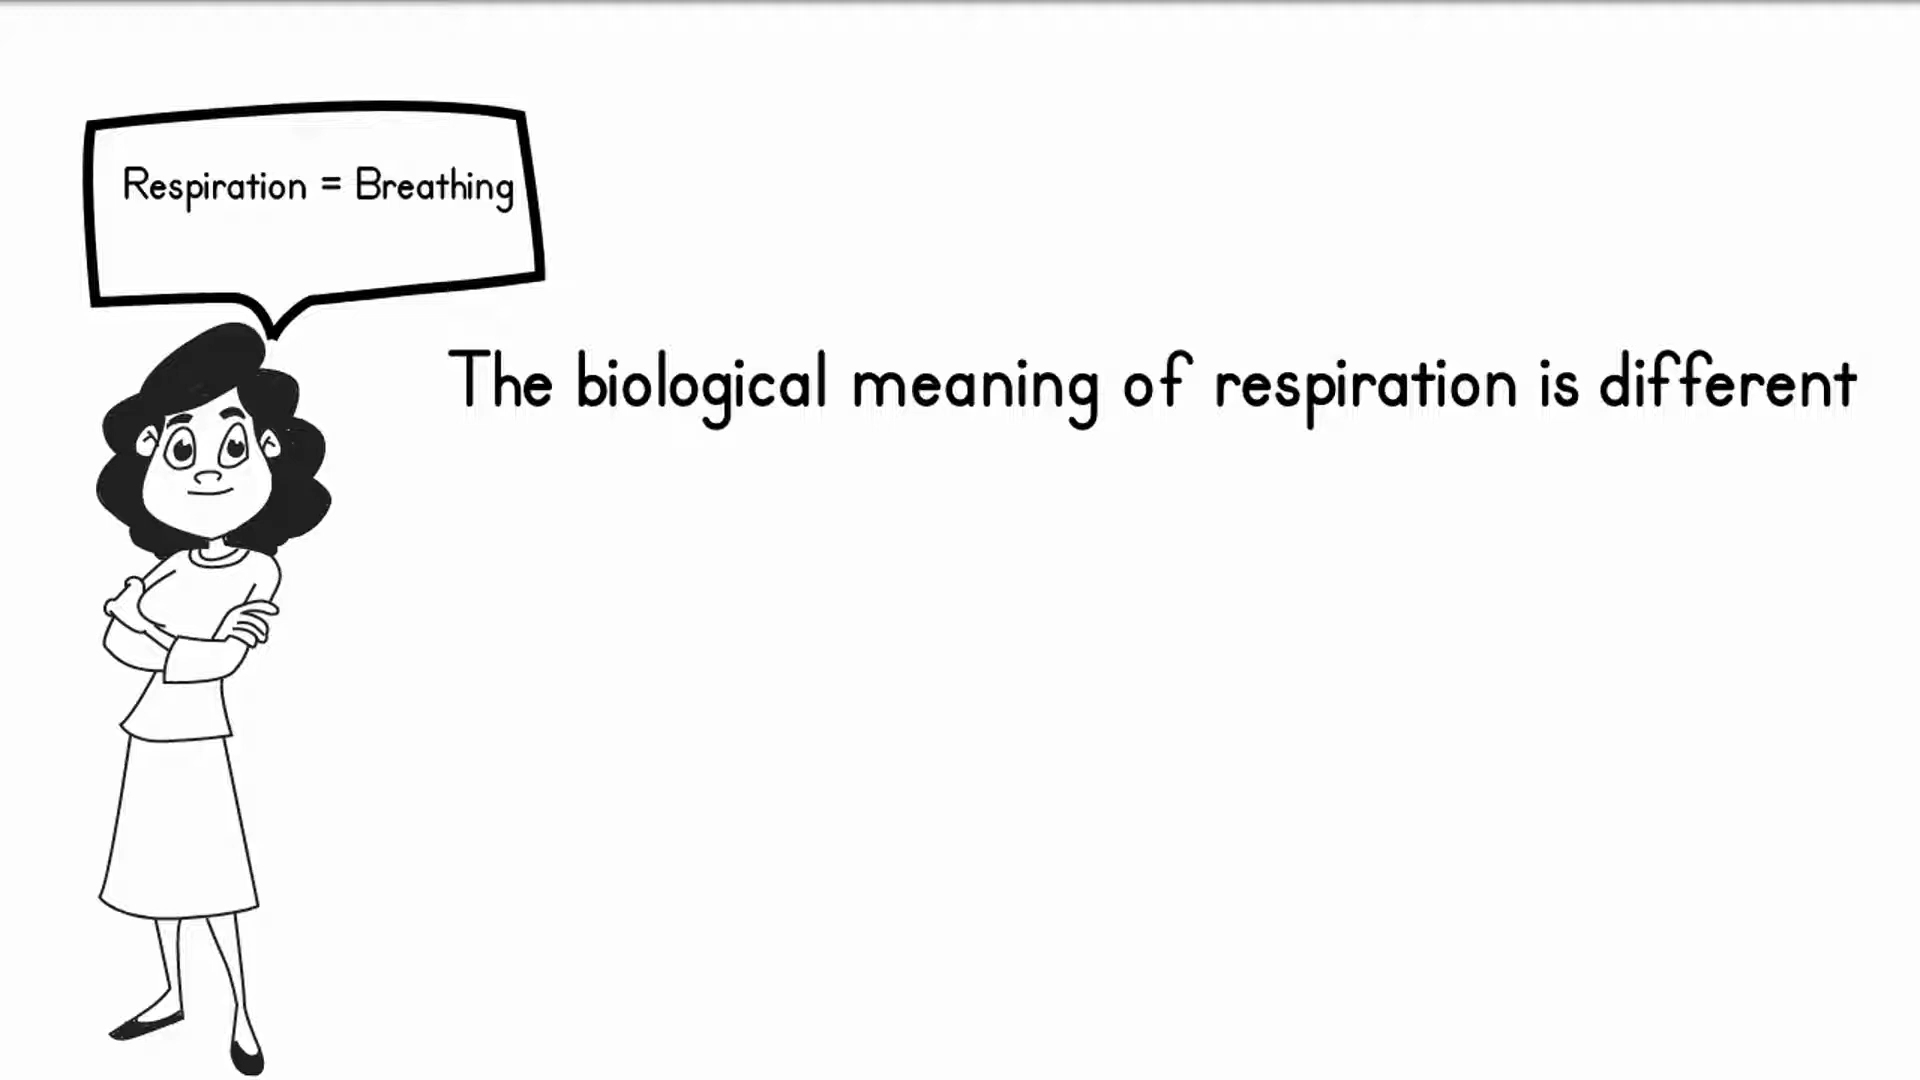 Respiration = Breathing
The biological meaning of respiration is different